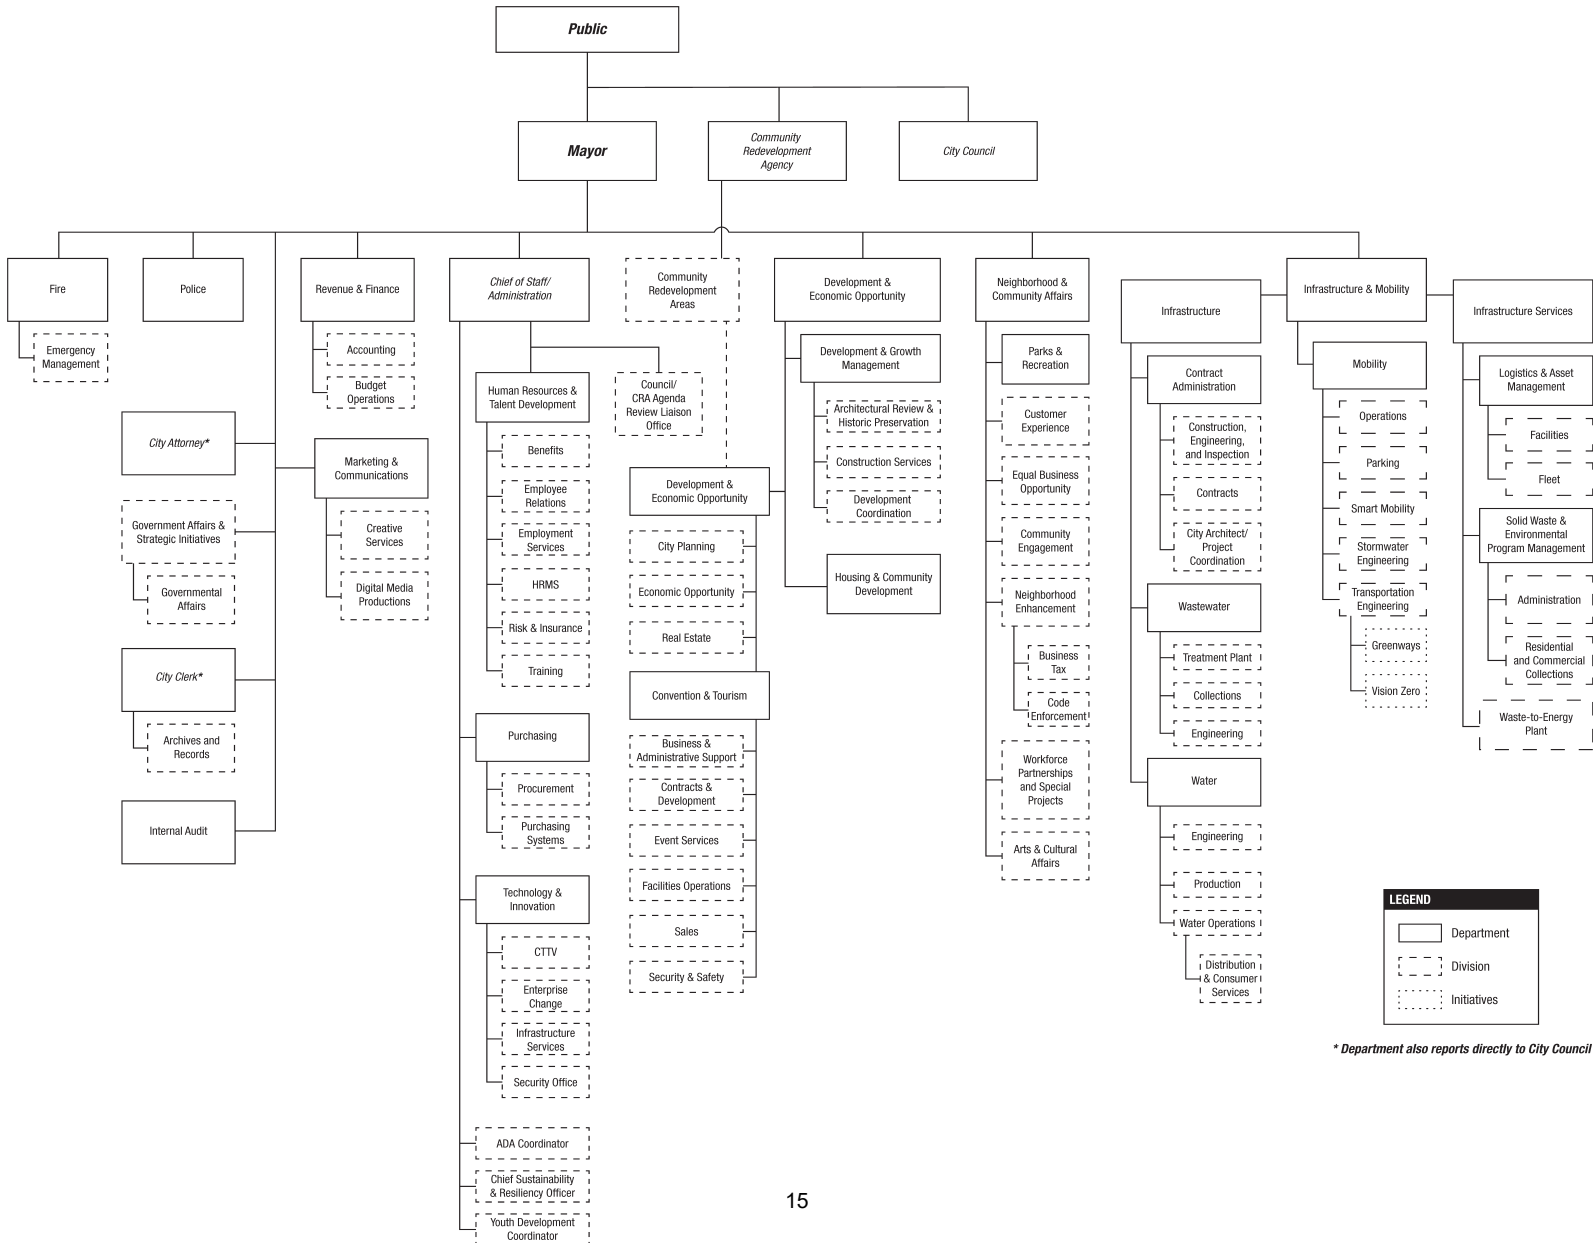 Public
Mayor
Community
Redevelopment
Agency
City Council
Fire
Emergency
Management
Police
City Attorney*
Government Affairs &
Strategic Initiatives
Governmental
Affairs
City Clerk*
Archives and
Records
Internal Audit
Revenue & Finance
Accounting
Budget
Operations
Marketing &
Communications
Creative
Services
Digital Media
Productions
Chief of Staff/
Administration
Human Resources &
Talent Development
Benefits
Employee
Relations
Employment
Services
HRMS
Risk & Insurance
Training
Purchasing
Procurement
Purchasing
Systems
Technology &
Innovation
CTTV
Enterprise
Change
Infrastructure
Services
Security Office
ADA Coordinator
Chief Sustainability
& Resiliency Officer
Youth Development
Coordinator
Council/
CRA Agenda
Review Liaison
Office
Community
Redevelopment
Areas
Development &
Economic Opportunity
City Planning
Economic Opportunity
Real Estate
Convention & Tourism
Business &
Administrative Support
Contracts &
Development
Event Services
Facilities Operations
Sales
Security & Safety
Development &
Economic Opportunity
Development & Growth
Management
Architectural Review &
Historic Preservation
Construction Services
Development
Coordination
Housing & Community
Development
Neighborhood &
Community Affairs
Parks &
Recreation
Customer
Experience
Equal Business
Opportunity
Community
Engagement
Neighborhood
Enhancement
Business
Tax
Code
Enforcement
Workforce
Partnerships
and Special
Projects
Arts & Cultural
Affairs
Infrastructure
Contract
Administration
Construction,
Engineering,
and Inspection
Contracts
City Architect/
Project
Coordination
Wastewater
Treatment Plant
Collections
Engineering
Water
Engineering
Production
Water Operations
Distribution
& Consumer
Services
Infrastructure & Mobility
Mobility
Operations
Parking
Smart Mobility
Stormwater
Engineering
Transportation
Engineering
Greenways
Vision Zero
Infrastructure Services
Logistics & Asset
Management
Facilities
Fleet
Solid Waste &
Environmental
Program Management
Administration
Residential
and Commercial
Collections
Waste-to-Energy
Plant
LEGEND
Department
Division
Initiatives
* Department also reports directly to City Council
15